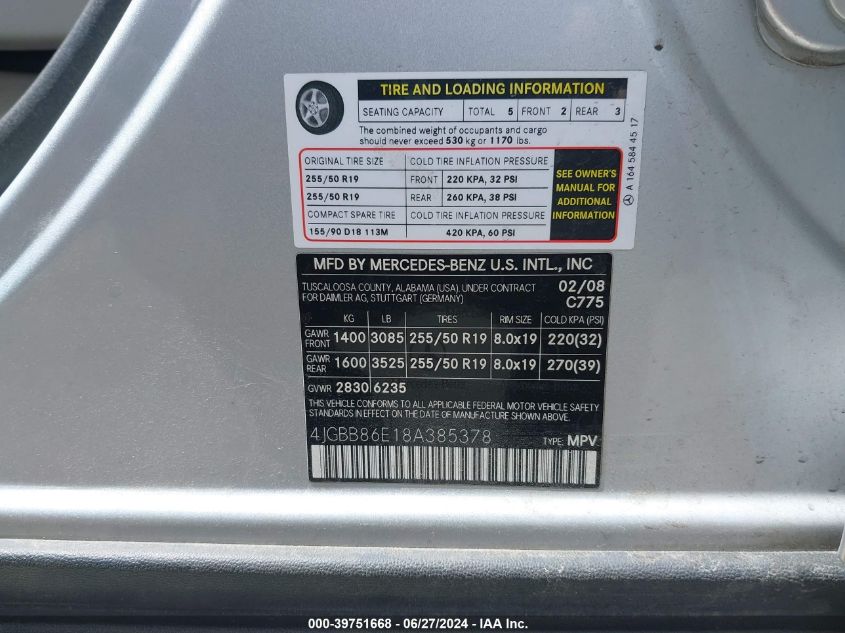 TIRE AND LOADING INFORMATION
SEATING CAPACITY TOTAL 5 FRONT 2 REAR 3
The combined weight of occupants and cargo
should never exceed 530 kg or 1170 lbs.
ORIGINAL TIRE SIZE COLD TIRE INFLATION PRESSURE
255/50 R19 FRONT 220 KPA, 32 PSI
255/50 R19 REAR 260 KPA, 38 PSI
COMPACT SPARE TIRE COLD TIRE INFLATION PRESSURE
155/90 D18 113M 420 KPA, 60 PSI
SEE OWNER'S
MANUAL FOR
ADDITIONAL
INFORMATION
A 164 584 45 17
MFD BY MERCEDES-BENZ U.S. INTL., INC
TUSCALOOSA COUNTY, ALABAMA (USA). UNDER CONTRACT
FOR DAIMLER AG, STUTTGART (GERMANY)
02/08
C775
KG LB TIRES RIM SIZE COLD KPA (PSI)
GAWR FRONT 1400 3085 255/50 R19 8.0x19 220(32)
GAWR REAR 1600 3525 255/50 R19 8.0x19 270(39)
GVWR 2830 6235
THIS VEHICLE CONFORMS TO ALL APPLICABLE FEDERAL MOTOR VEHICLE SAFETY
STANDARDS IN EFFECT ON THE DATE OF MANUFACTURE SHOWN ABOVE.
4JGBB86E18A385378 TYPE: MPV
000-39751668 - 06/27/2024 - IAA Inc.